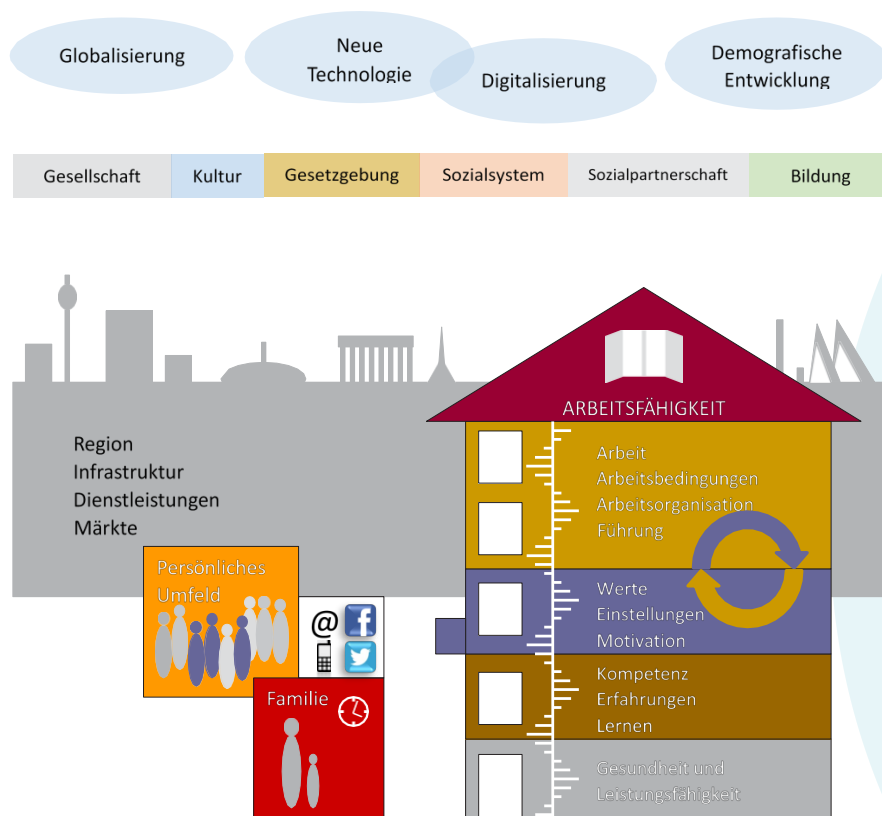 Globalisierung
Neue
Technologie
Digitalisierung
Demografische
Entwicklung
Gesellschaft
Kultur
Gesetzgebung
Sozialsystem
Sozialpartnerschaft
Bildung
ARBEITSFÄHIGKEIT
Region
Infrastruktur
Dienstleistungen
Märkte
Arbeit
Arbeitsbedingungen
Arbeitsorganisation
Führung
Persönliches
Umfeld
@
f
Werte
Einstellungen
Motivation
Familie
Kompetenz
Erfahrungen
Lernen
Gesundheit und
Leistungsfähigkeit